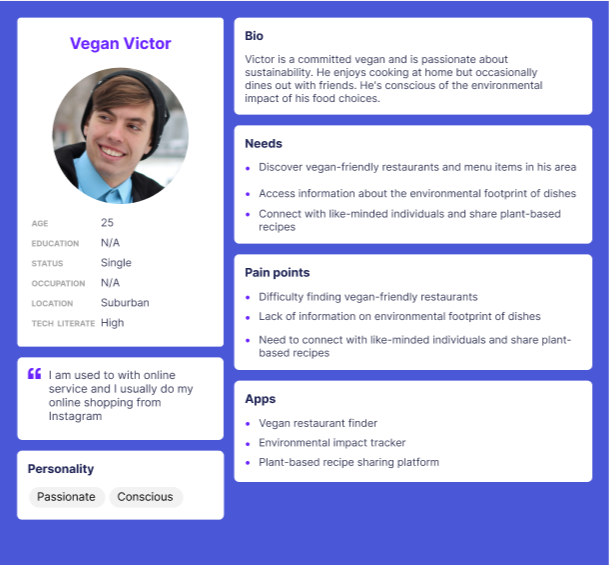 Vegan Victor
AGE 25
EDUCATION N/A
STATUS Single
OCCUPATION N/A
LOCATION Suburban
TECH LITERATE High
I am used to with online
service and I usually do my
online shopping from
Instagram
Personality
Passionate Conscious
Bio
Victor is a committed vegan and is passionate about
sustainability. He enjoys cooking at home but occasionally
dines out with friends. He's conscious of the environmental
impact of his food choices.
Needs
• Discover vegan-friendly restaurants and menu items in his area
• Access information about the environmental footprint of dishes
• Connect with like-minded individuals and share plant-based
recipes
Pain points
• Difficulty finding vegan-friendly restaurants
• Lack of information on environmental footprint of dishes
• Need to connect with like-minded individuals and share plant-
based recipes
Apps
• Vegan restaurant finder
• Environmental impact tracker
• Plant-based recipe sharing platform